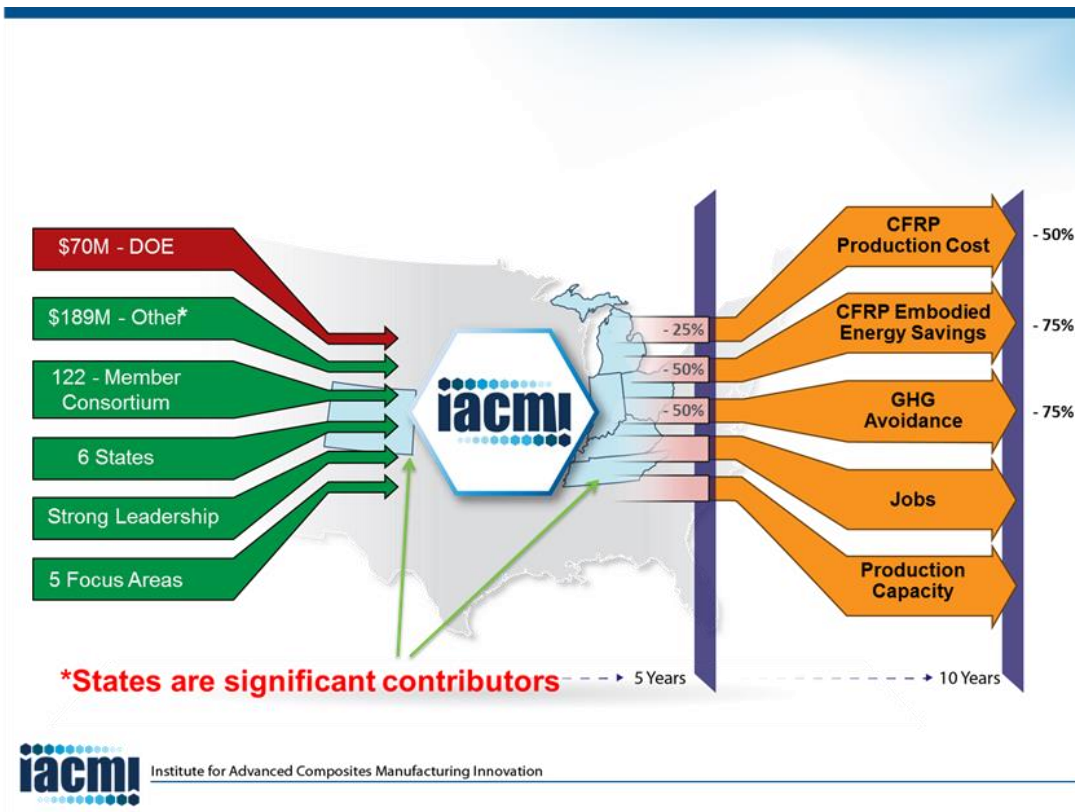 $70M - DOE
$189M - Other*
122 - Member
Consortium
6 States
Strong Leadership
5 Focus Areas
iacmi
- 25%
- 50%
- 50%
CFRP
Production Cost
CFRP Embodied
Energy Savings
GHG
Avoidance
Jobs
Production
Capacity
- 50%
- 75%
- 75%
*States are significant contributors
5 Years
10 Years
iacmi
Institute for Advanced Composites Manufacturing Innovation